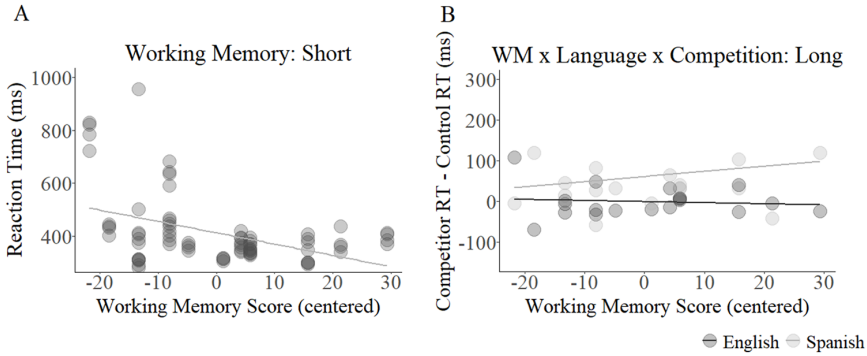 A
Working Memory: Short
Reaction Time (ms)
1000
800
600
400
-20 -10 0 10 20 30
Working Memory Score (centered)
B
WM x Language x Competition: Long
Competitor RT - Control RT (ms)
300
200
100
0
-100
-20 -10 0 10 20 30
Working Memory Score (centered)
English Spanish